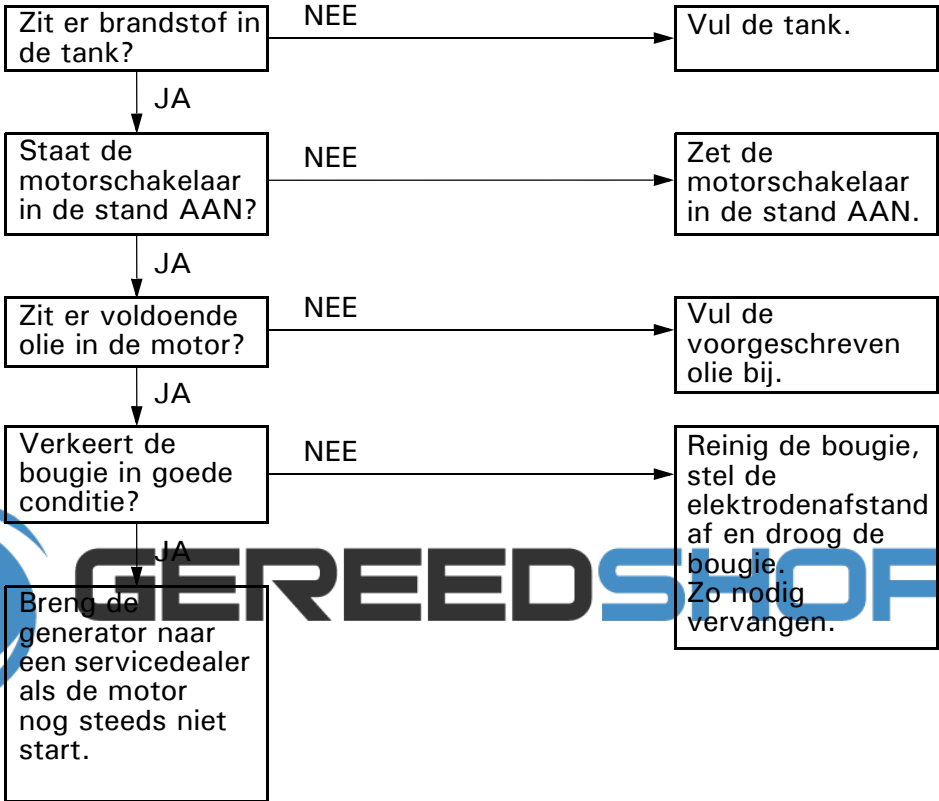 Zit er brandstof in
de tank?
NEE
Vul de tank.
JA
Staat de
motorschakelaar
in de stand AAN?
NEE
Zet de
motorschakelaar
in de stand AAN.
JA
Zit er voldoende
olie in de motor?
NEE
Vul de
voorgeschreven
olie bij.
JA
Verkeert de
bougie in goede
conditie?
NEE
Reinig de bougie,
stel de
elektrodenafstand
af en droog de
bougie.
Zo nodig
vervangen.
JA
GEREEDSHOP
Breng de
generator naar
een servicedealer
als de motor
nog steeds niet
start.